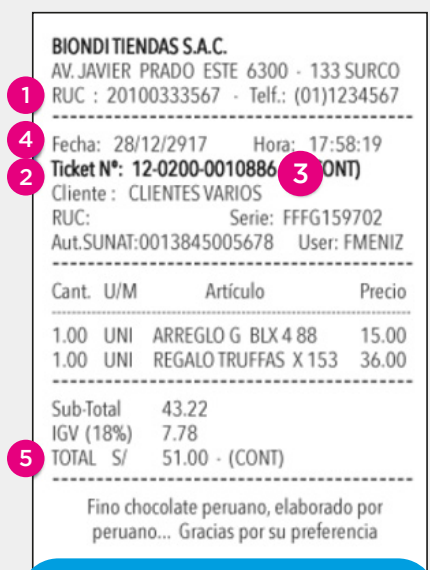 BIONDI TIENDAS S.A.C.
AV. JAVIER PRADO ESTE 6300 - 133 SURCO
1 RUC : 20100333567 - Telf.: (01)1234567
4 Fecha: 28/12/2917 Hora: 17:58:19
2 Ticket Nº: 12-0200-0010886 3 ONT)
Cliente : CLIENTES VARIOS
RUC: Serie: FFFG159702
Aut.SUNAT:0013845005678 User: FMENIZ
Cant. U/M Artículo Precio
1.00 UNI ARREGLO G BLX 4 88 15.00
1.00 UNI REGALO TRUFFAS X 153 36.00
Sub-Total 43.22
IGV (18%) 7.78
5 TOTAL S/ 51.00 - (CONT)
Fino chocolate peruano, elaborado por
peruano... Gracias por su preferencia